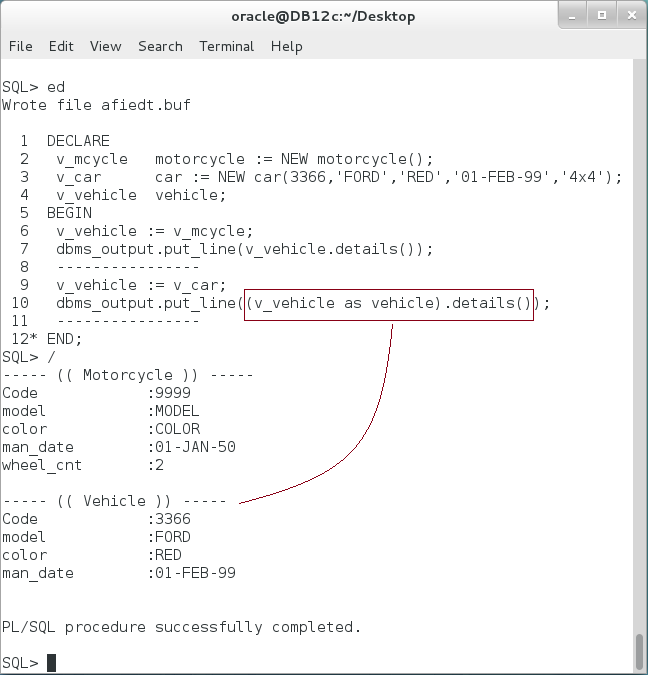 oracle@DB12c:~/Desktop
File Edit View Search Terminal Help
SQL> ed
Wrote file afiedt.buf
1 DECLARE
2 v_mcycle motorcycle := NEW motorcycle();
3 v_car car := NEW car(3366,'FORD','RED','01-FEB-99','4x4');
4 v_vehicle vehicle;
5 BEGIN
6 v_vehicle := v_mcycle;
7 dbms_output.put_line(v_vehicle.details());
8 ----------------
9 v_vehicle := v_car;
10 dbms_output.put_line((v_vehicle as vehicle).details());
11 ----------------
12* END;
SQL> /
----- (( Motorcycle )) -----
Code :9999
model :MODEL
color :COLOR
man_date :01-JAN-50
wheel_cnt :2
----- (( Vehicle )) -----
Code :3366
model :FORD
color :RED
man_date :01-FEB-99
PL/SQL procedure successfully completed.
SQL>